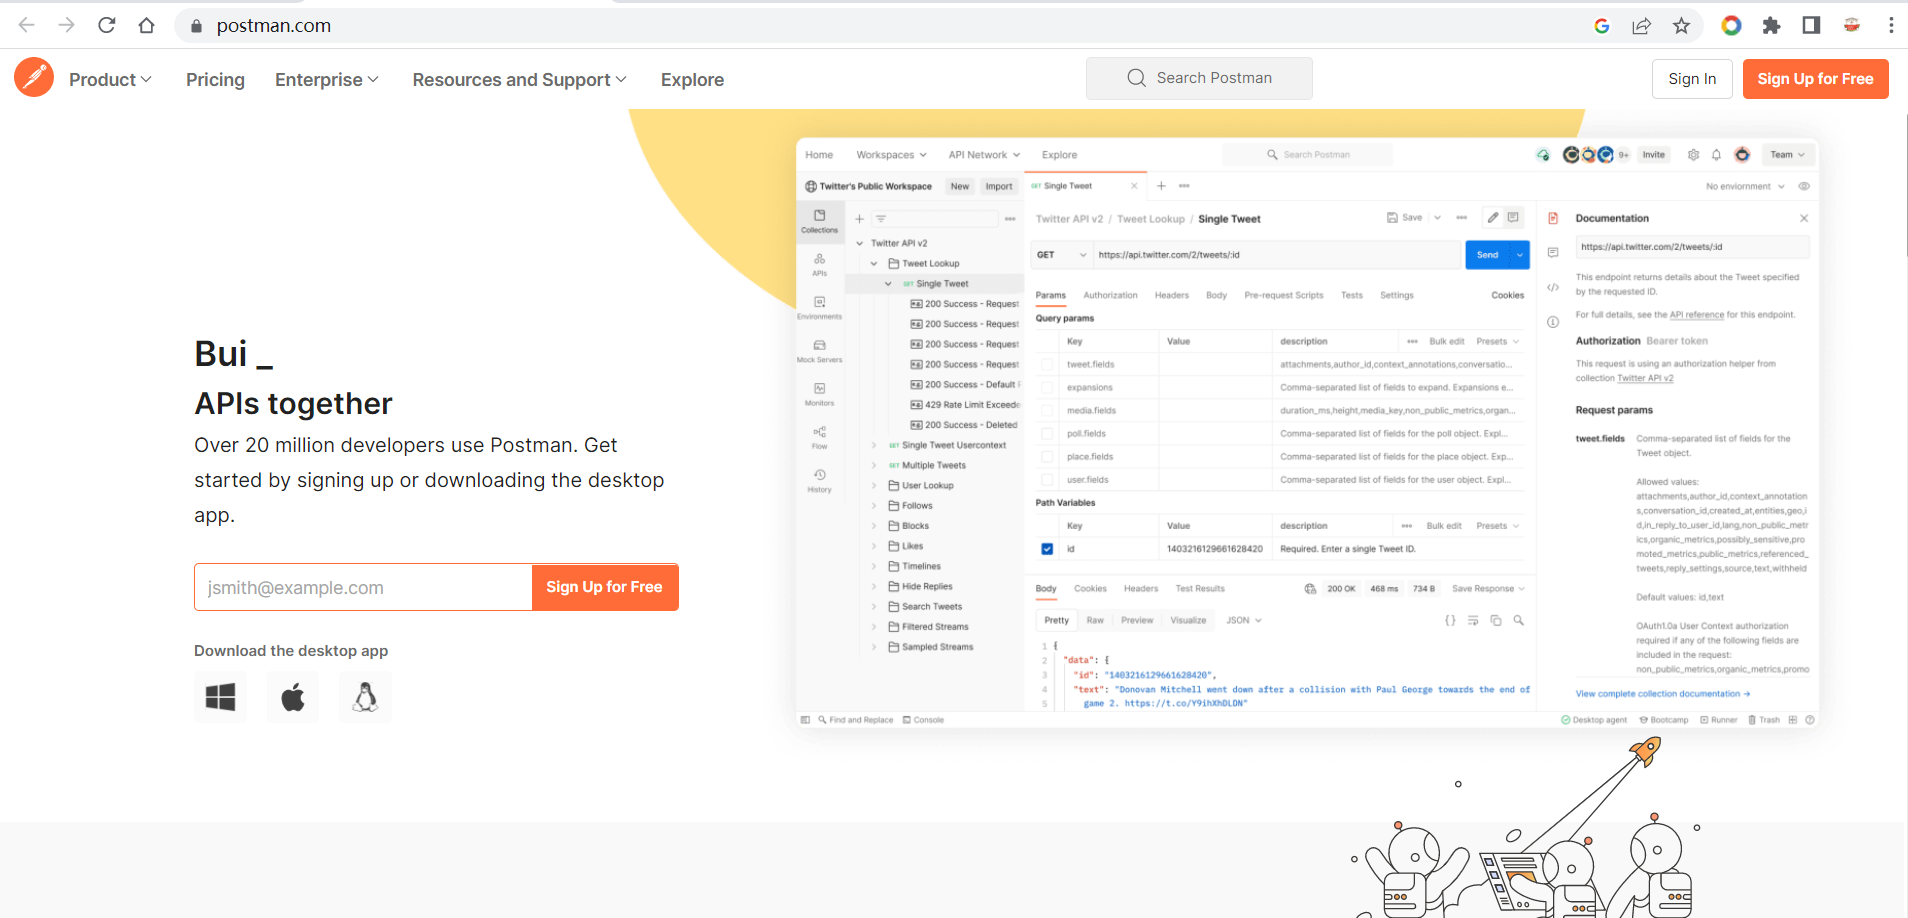 postman.com
Product
Pricing
Enterprise
Resources and Support
Explore
Search Postman
Sign In
Sign Up for Free
Bui _
APIs together
Over 20 million developers use Postman. Get
started by signing up or downloading the desktop
app.
jsmith@example.com
Sign Up for Free
Download the desktop app
Home
Workspaces
API Network
Explore
Search Postman
9+
Invite
Team
Twitter's Public Workspace
New
Import
GET Single Tweet
No enviornment
Collections
APIs
Environments
Mock Servers
Monitors
Flow
History
Twitter API v2
Tweet Lookup
GET Single Tweet
200 Success - Request
200 Success - Request
200 Success - Request
200 Success - Request
200 Success - Default
429 Rate Limit Exceede
200 Success - Deleted
GET Single Tweet Usercontext
GET Multiple Tweets
User Lookup
Follows
Blocks
Likes
Timelines
Hide Replies
Search Tweets
Filtered Streams
Sampled Streams
Twitter API v2 / Tweet Lookup / Single Tweet
Save
GET
https://api.twitter.com/2/tweets/:id
Send
Params Authorization Headers Body Pre-request Scripts Tests Settings Cookies
Query params
Key Value description Bulk edit Presets
tweet.fields attachments,author_id,context_annotations,conversatio...
expansions Comma-separated list of fields to expand. Expansions e...
media.fields duration_ms,height,media_key,non_public_metrics,organ...
poll.fields Comma-separated list of fields for the poll object. Expl...
place.fields Comma-separated list of fields for the place object. Exp...
user.fields Comma-separated list of fields for the user object. Expl...
Path Variables
Key Value description Bulk edit Presets
id 1403216129661628420 Required. Enter a single Tweet ID.
Body Cookies Headers Test Results 200 OK 468 ms 734 B Save Response
Pretty Raw Preview Visualize JSON
1 {
2 "data": {
3 "id": "1403216129661628420",
4 "text": "Donovan Mitchell went down after a collision with Paul George towards the end of
5 game 2. https://t.co/Y9ihXhDLDN"
Documentation
https://api.twitter.com/2/tweets/:id
This endpoint returns details about the Tweet specified
by the requested ID.
For full details, see the API reference for this endpoint.
Authorization Bearer token
This request is using an authorization helper from
collection Twitter API v2
Request params
tweet.fields Comma-separated list of fields for the
Tweet object.
Allowed values:
attachments,author_id,context_annotation
s,conversation_id,created_at,entities,geo,i
d,in_reply_to_user_id,lang,non_public_metr
ics,organic_metrics,possibly_sensitive,pro
moted_metrics,public_metrics,referenced_
tweets,reply_settings,source,text,withheld
Default values: id,text
OAuth1.0a User Context authorization
required if any of the following fields are
included in the request:
non_public_metrics,organic_metrics,promo
View complete collection documentation →
Find and Replace
Console
Desktop agent
Bootcamp
Runner
Trash